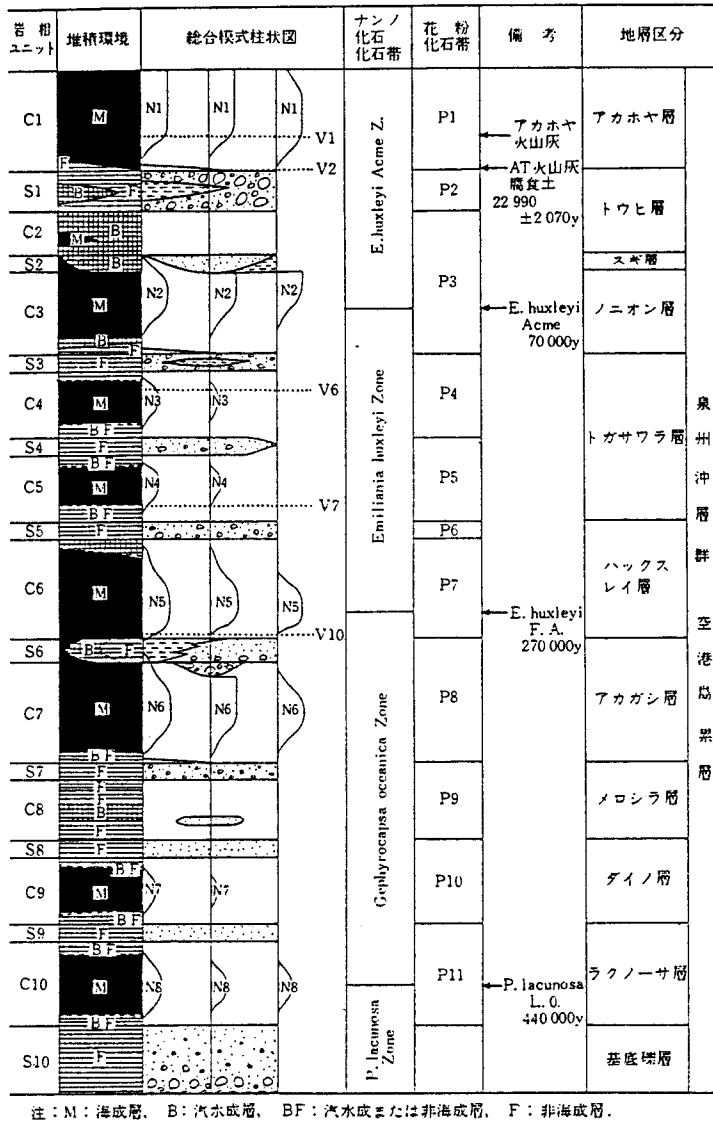 岩相ユニット
堆積環境
総合模式柱状図
ナンノ化石化石帯
花粉化石帯
備考
地層区分
C1
M
N1 N1 N1
V1
P1
アカホヤ火山灰
アカホヤ層
F
V2
AT火山灰
S1
B F
P2
腐食土
22 990
±2 070y
トウヒ層
E.huxleyi Acme Z.
C2
B
M
S2
B
スギ層
C3
M
N2 N2 N2
P3
E. huxleyi
Acme
70 000y
ノニオン層
B
F
S3
F
V6
C4
M
N3 N3
P4
B F
S4
F
トガサワラ層
Emiliania huxleyi Zone
B F
C5
M
N4 N4
P5
V7
B F
S5
F
P6
C6
M
N5 N5 N5
P7
ハックスレイ層
E. huxleyi
F. A.
270 000y
V10
S6
B F
C7
M
N6 N6 N6
P8
アカガシ層
B F
S7
F
Gephyrocapsa oceanica Zone
F
F
C8
B
F
P9
メロシラ層
S8
F
B F
C9
M
N7 N7
P10
ダイノ層
B F
S9
F
B F
C10
M
N8 N8 N8
P11
P. lacunosa
L. O.
440 000y
ラクノーサ層
B F
P. lacunosa Zone
S10
F
基底礫層
泉州沖層群
空港島累層
注：M：海成層， B：汽水成層， BF：汽水成または非海成層， F：非海成層．